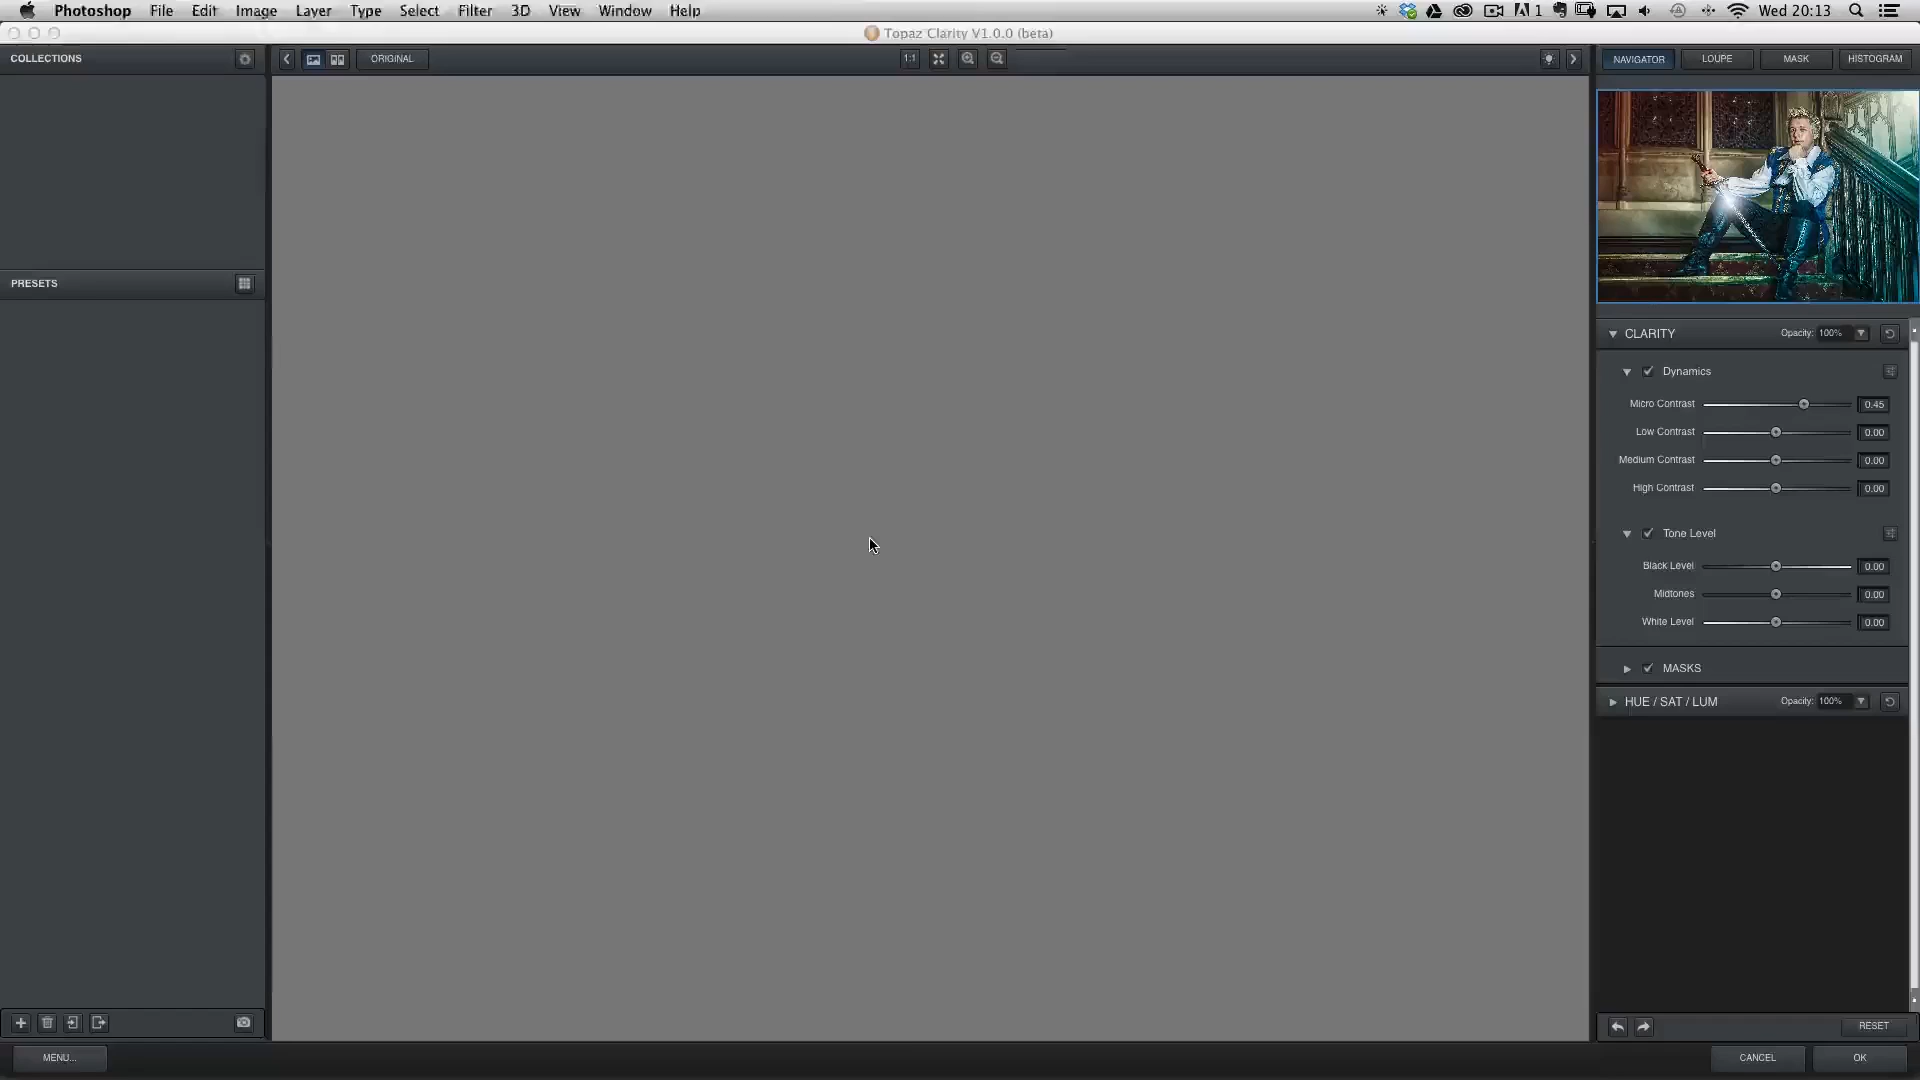 Photoshop File Edit Image Layer Type Select Filter 3D View Window Help 1 Wed 20:13
Topaz Clarity V1.0.0 (beta)
COLLECTIONS ORIGINAL 1:1 NAVIGATOR LOUPE MASK HISTOGRAM
PRESETS
CLARITY Opacity: 100%
Dynamics
Micro Contrast 0.45
Low Contrast 0.00
Medium Contrast 0.00
High Contrast 0.00
Tone Level
Black Level 0.00
Midtones 0.00
White Level 0.00
MASKS
HUE / SAT / LUM Opacity: 100%
RESET
MENU... CANCEL OK